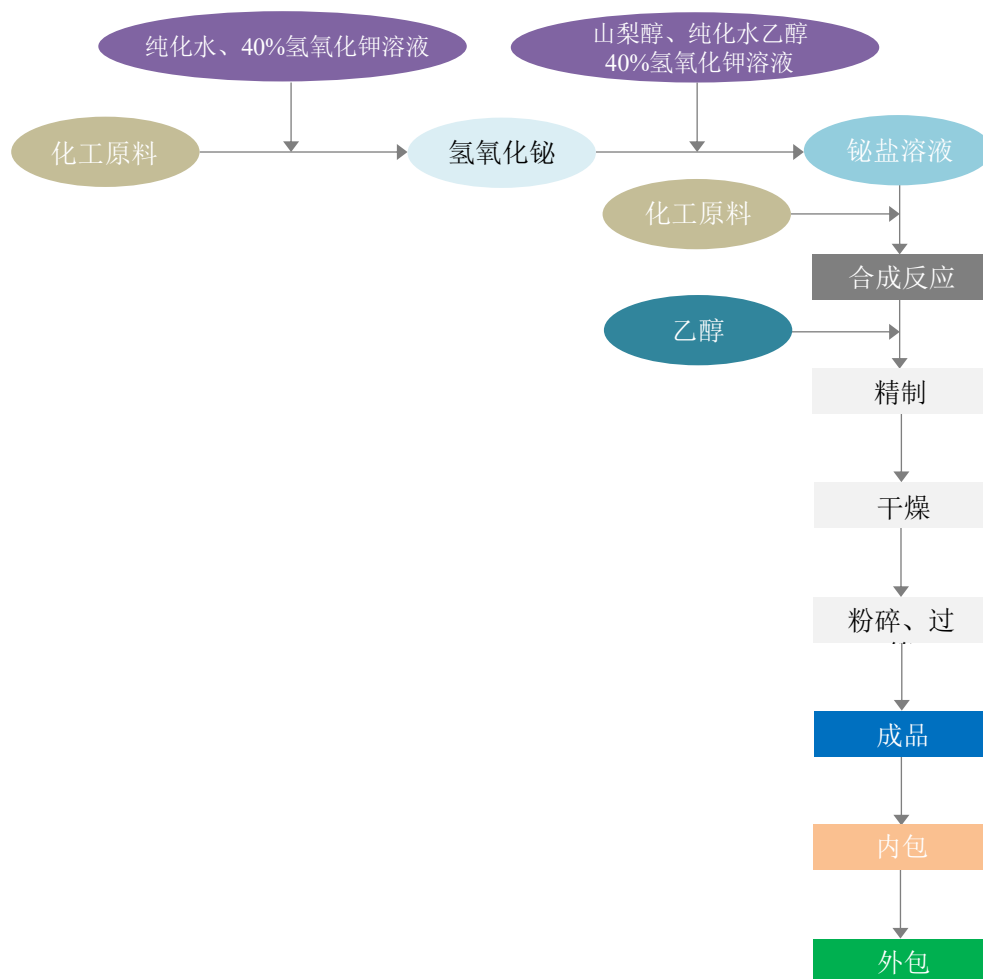 纯化水、40%氢氧化钾溶液
山梨醇、纯化水乙醇
40%氢氧化钾溶液
化工原料
氢氧化铋
铋盐溶液
化工原料
合成反应
乙醇
精制
干燥
粉碎、过
成品
内包
外包